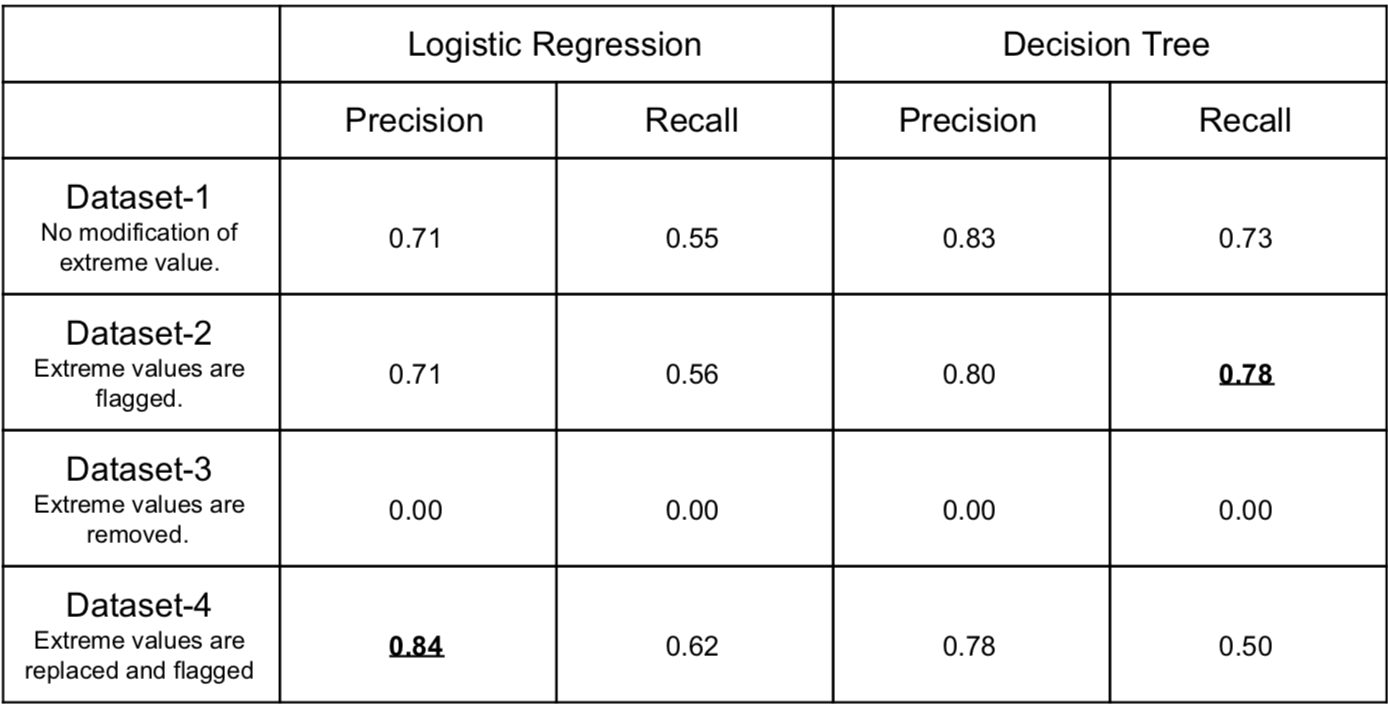 Logistic Regression Decision Tree
Precision Recall Precision Recall
Dataset-1
No modification of
extreme value.
0.71 0.55 0.83 0.73
Dataset-2
Extreme values are
flagged.
0.71 0.56 0.80 0.78
Dataset-3
Extreme values are
removed.
0.00 0.00 0.00 0.00
Dataset-4
Extreme values are
replaced and flagged
0.84 0.62 0.78 0.50